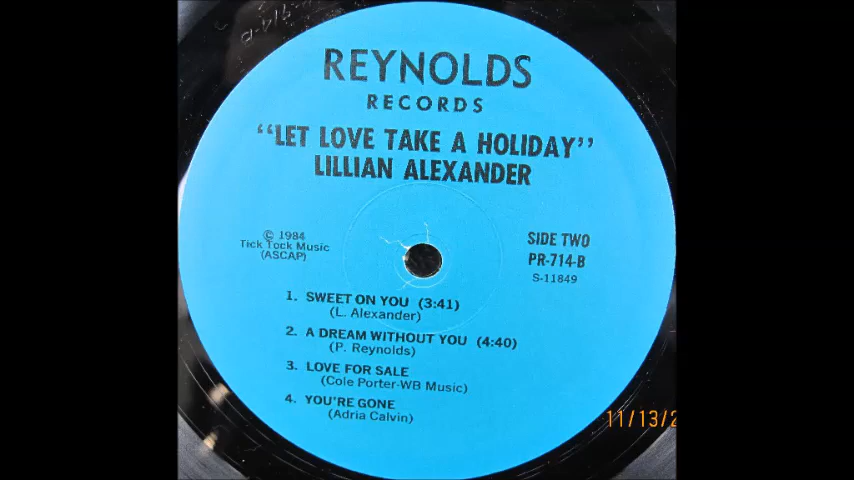 REYNOLDS
RECORDS
"LET LOVE TAKE A HOLIDAY"
LILLIAN ALEXANDER
© 1984
Tick Tock Music
(ASCAP)
SIDE TWO
PR-714-B
S-11849
1. SWEET ON YOU (3:41)
(L. Alexander)
2. A DREAM WITHOUT YOU (4:40)
(P. Reynolds)
3. LOVE FOR SALE
(Cole Porter-WB Music)
4. YOU'RE GONE
(Adria Calvin)
11/13/2